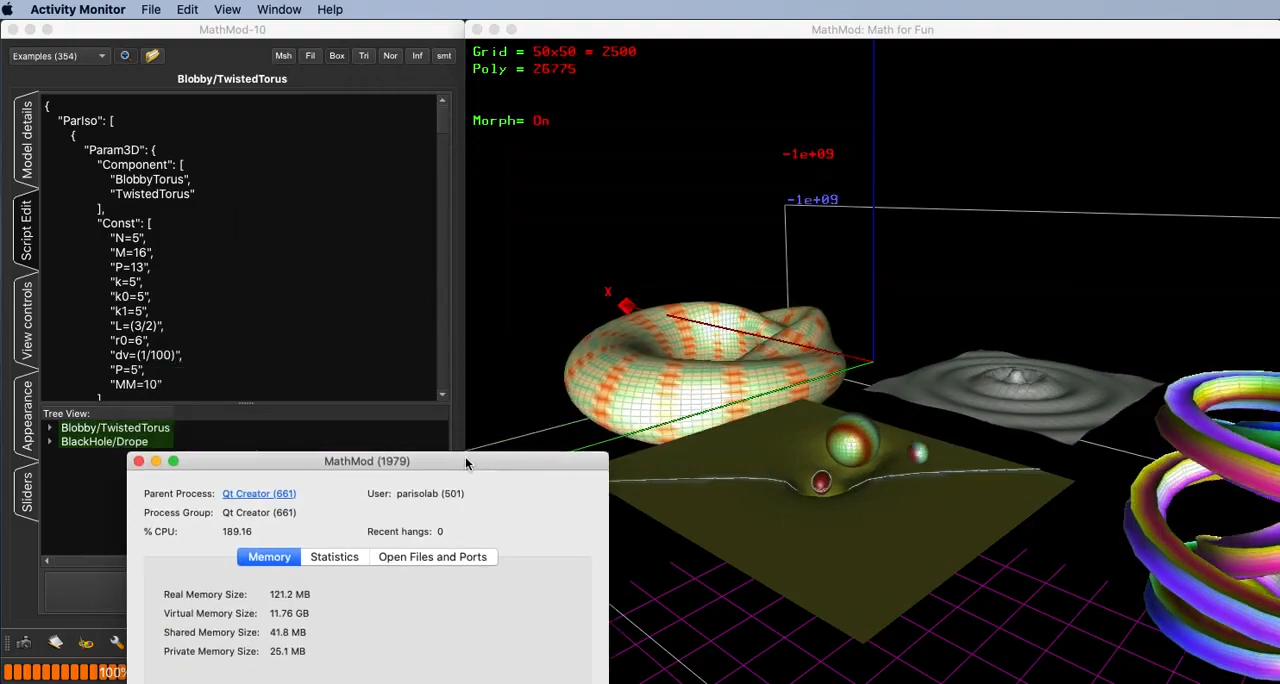 Activity Monitor File Edit View Window Help
MathMod-10
MathMod: Math for Fun
Examples (354)
Msh Fil Box Tri Nor Inf smt
Blobby/TwistedTorus
Model details
Script Edit
View controls
Appearance
Sliders
{
"ParIso": [
{
"Param3D": {
"Component": [
"BlobbyTorus",
"TwistedTorus"
],
"Const": [
"N=5",
"M=16",
"P=13",
"k=5",
"k0=5",
"k1=5",
"L=(3/2)",
"r0=6",
"dv=(1/100)",
"P=5",
"MM=10"
]
Tree View:
Blobby/TwistedTorus
BlackHole/Drope
100%
Grid = 50x50 = 2500
Poly = 26775
Morph= On
-1e+09
-1e+09
X
MathMod (1979)
Parent Process: Qt Creator (661) User: parisolab (501)
Process Group: Qt Creator (661)
% CPU: 189.16 Recent hangs: 0
Memory Statistics Open Files and Ports
Real Memory Size: 121.2 MB
Virtual Memory Size: 11.76 GB
Shared Memory Size: 41.8 MB
Private Memory Size: 25.1 MB